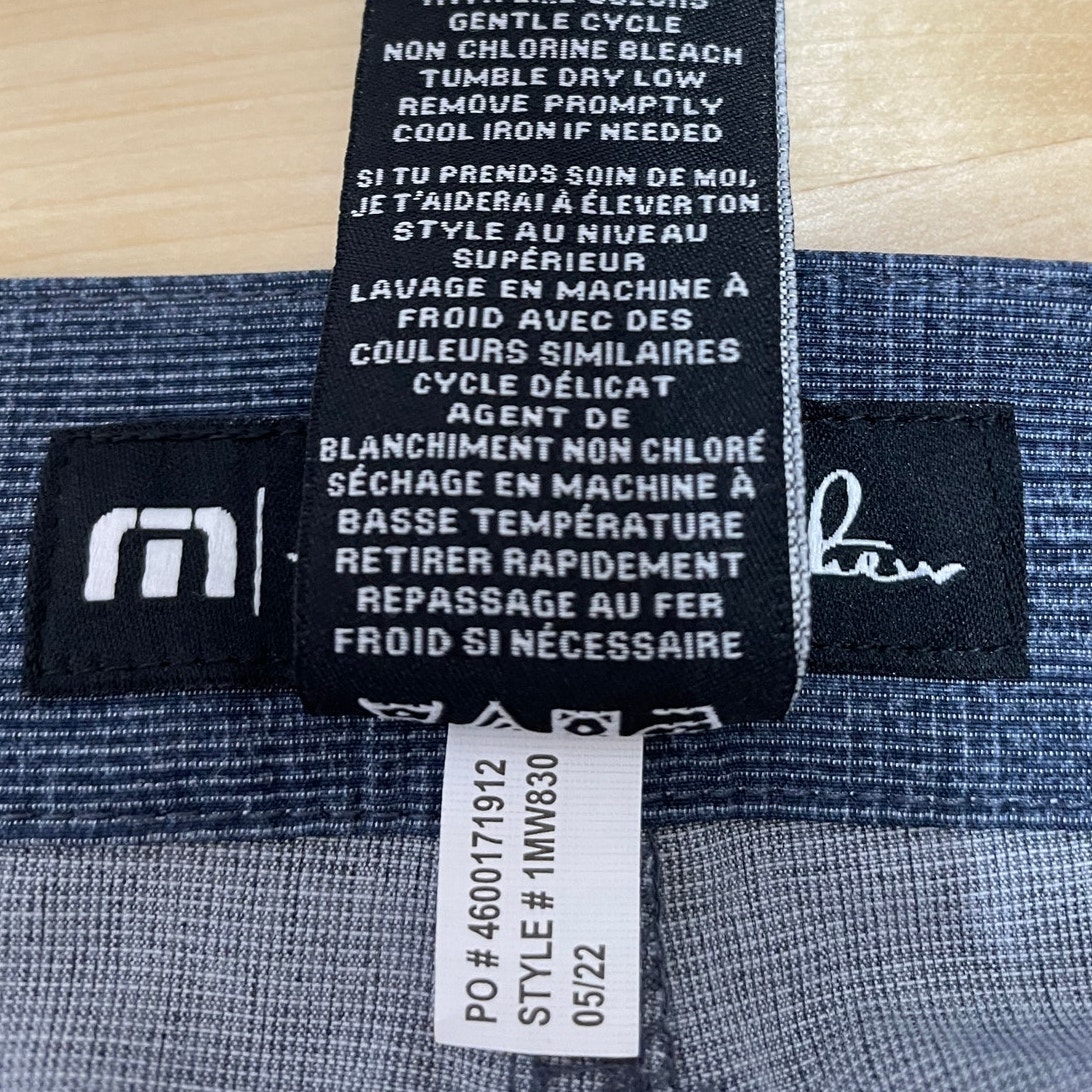 GENTLE CYCLE
NON CHLORINE BLEACH
TUMBLE DRY LOW
REMOVE PROMPTLY
COOL IRON IF NEEDED
SI TU PRENDS SOIN DE MOI,
JE T'AIDERAI À ÉLEVER TON
STYLE AU NIVEAU
SUPÉRIEUR
LAVAGE EN MACHINE À
FROID AVEC DES
COULEURS SIMILAIRES
CYCLE DÉLICAT
AGENT DE
BLANCHIMENT NON CHLORÉ
SÉCHAGE EN MACHINE À
BASSE TEMPÉRATURE
RETIRER RAPIDEMENT
REPASSAGE AU FER
FROID SI NÉCESSAIRE
PO # 4600171912
STYLE # 1MW830
05/22